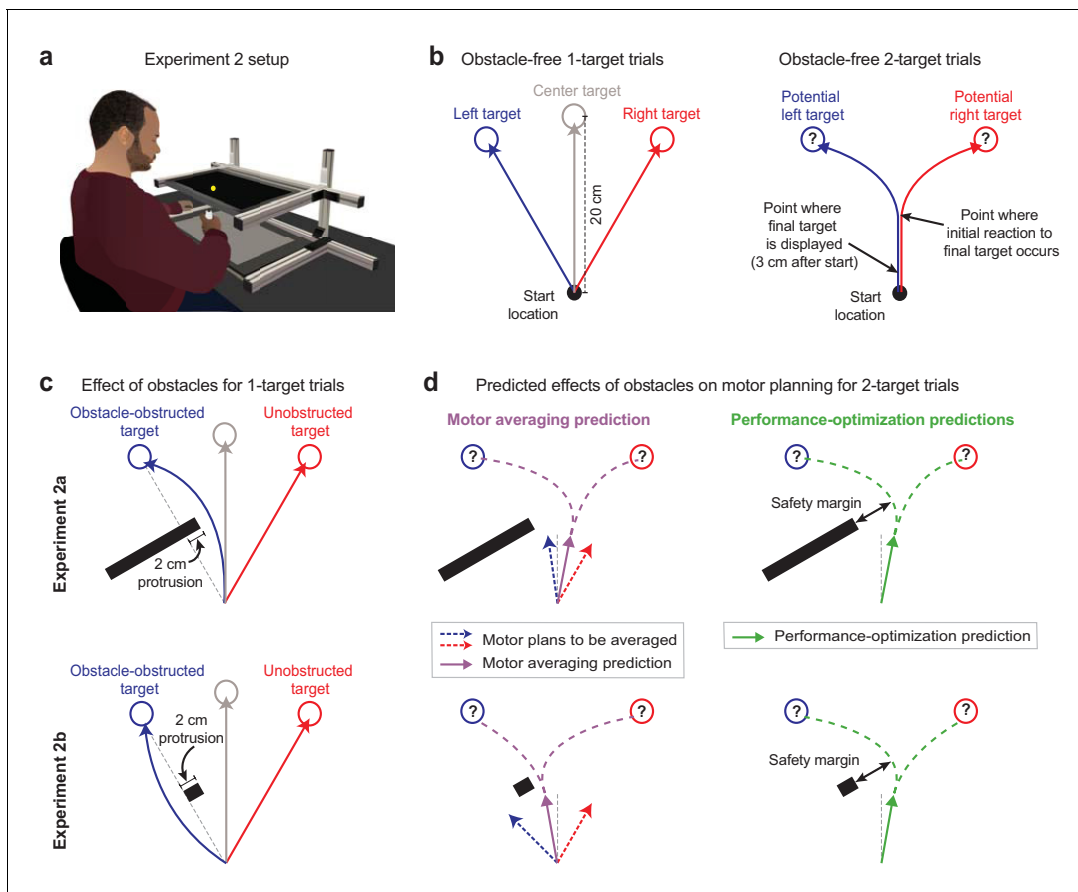 a
Experiment 2 setup
b
Obstacle-free 1-target trials
Center target
Left target
Right target
20 cm
Start
location
Obstacle-free 2-target trials
Potential
left target
Potential
right target
?
?
Point where
final target
is displayed
(3 cm after start)
Point where
initial reaction to
final target occurs
Start
location
c
Effect of obstacles for 1-target trials
Experiment 2a
Obstacle-obstructed
target
Unobstructed
target
2 cm
protrusion
Experiment 2b
Obstacle-obstructed
target
Unobstructed
target
2 cm
protrusion
d
Predicted effects of obstacles on motor planning for 2-target trials
Motor averaging prediction
Performance-optimization predictions
?
?
?
?
Safety margin
Motor plans to be averaged
Motor averaging prediction
Performance-optimization prediction
?
?
?
?
Safety margin